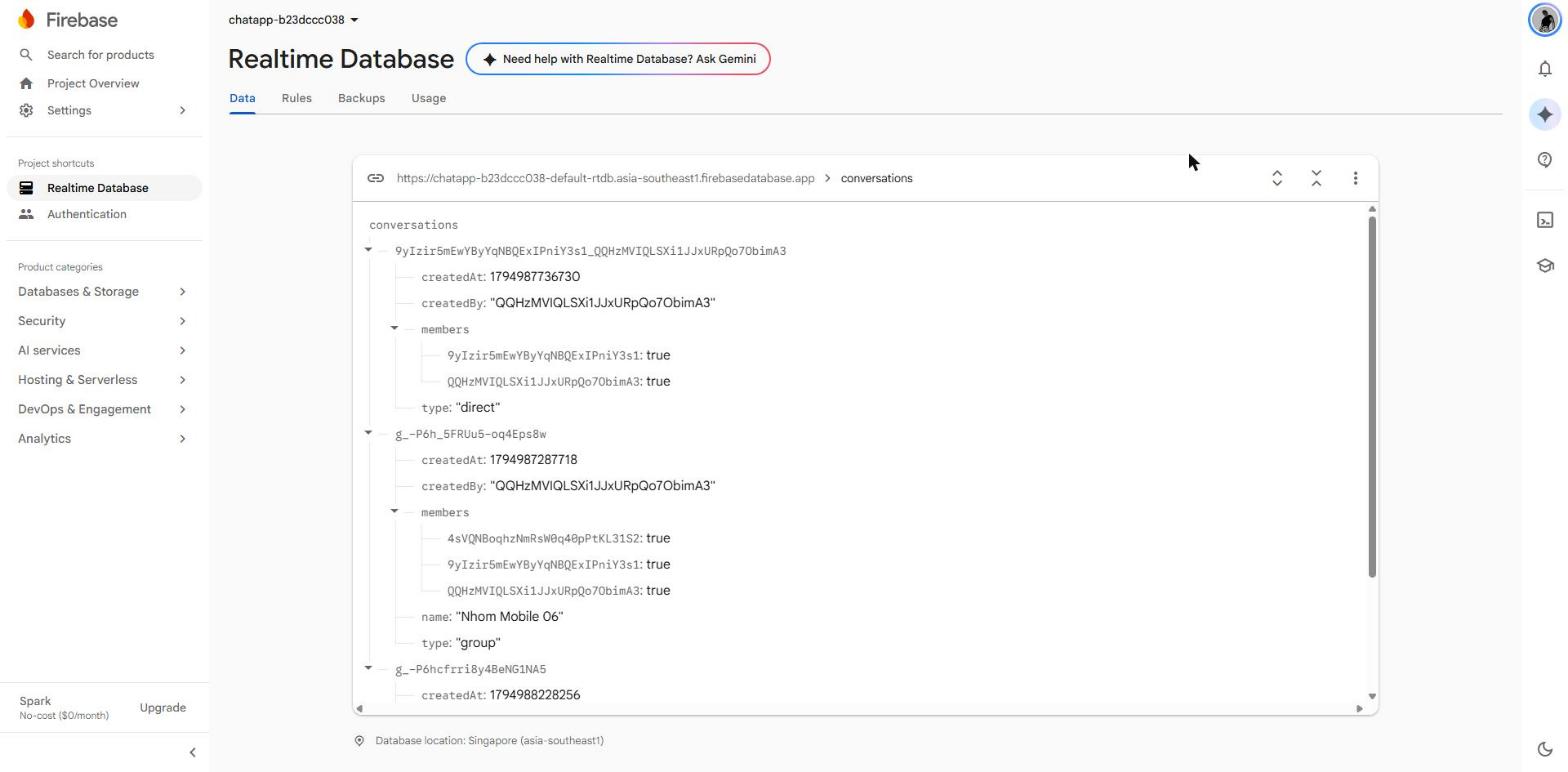 Firebase
Search for products
Project Overview
Settings
Project shortcuts
Realtime Database
Authentication
Product categories
Databases & Storage
Security
AI services
Hosting & Serverless
DevOps & Engagement
Analytics
Spark
No-cost ($0/month)
Upgrade
chatapp-b23dccc038
Realtime Database
Need help with Realtime Database? Ask Gemini
Data Rules Backups Usage
https://chatapp-b23dccc038-default-rtdb.asia-southeast1.firebasedatabase.app > conversations
conversations
9yIzir5mEwYByYqNBQExIPniY3s1_QQHzMVIQLSXi1JJxURpQo7ObimA3
createdAt: 1794987736730
createdBy: "QQHzMVIQLSXi1JJxURpQo7ObimA3"
members
9yIzir5mEwYByYqNBQExIPniY3s1: true
QQHzMVIQLSXi1JJxURpQo7ObimA3: true
type: "direct"
g_-P6h_5FRUu5-oq4Eps8w
createdAt: 1794987287718
createdBy: "QQHzMVIQLSXi1JJxURpQo7ObimA3"
members
4sVQNBoqhzNmRsW0q40pPtKL31S2: true
9yIzir5mEwYByYqNBQExIPniY3s1: true
QQHzMVIQLSXi1JJxURpQo7ObimA3: true
name: "Nhom Mobile 06"
type: "group"
g_-P6hcfrri8y4BeNG1NA5
createdAt: 1794988228256
Database location: Singapore (asia-southeast1)